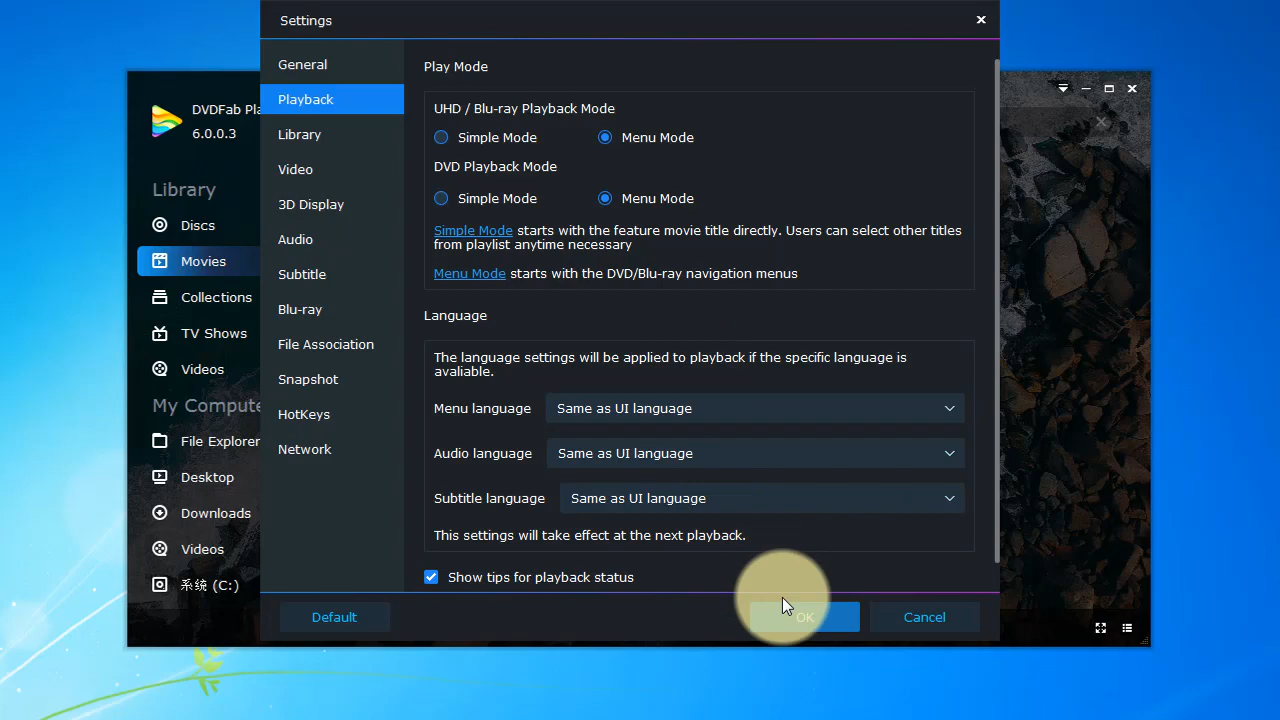 Settings
General
Playback
Library
Video
3D Display
Audio
Subtitle
Blu-ray
File Association
Snapshot
HotKeys
Network
Play Mode
UHD / Blu-ray Playback Mode
Simple Mode Menu Mode
DVD Playback Mode
Simple Mode Menu Mode
Simple Mode starts with the feature movie title directly. Users can select other titles
from playlist anytime necessary
Menu Mode starts with the DVD/Blu-ray navigation menus
Language
The language settings will be applied to playback if the specific language is
avaliable.
Menu language Same as UI language
Audio language Same as UI language
Subtitle language Same as UI language
This settings will take effect at the next playback.
Show tips for playback status
Default OK Cancel
DVDFab Pla
6.0.0.3
Library
Discs
Movies
Collections
TV Shows
Videos
My Compute
File Explorer
Desktop
Downloads
Videos
系统 (C:)